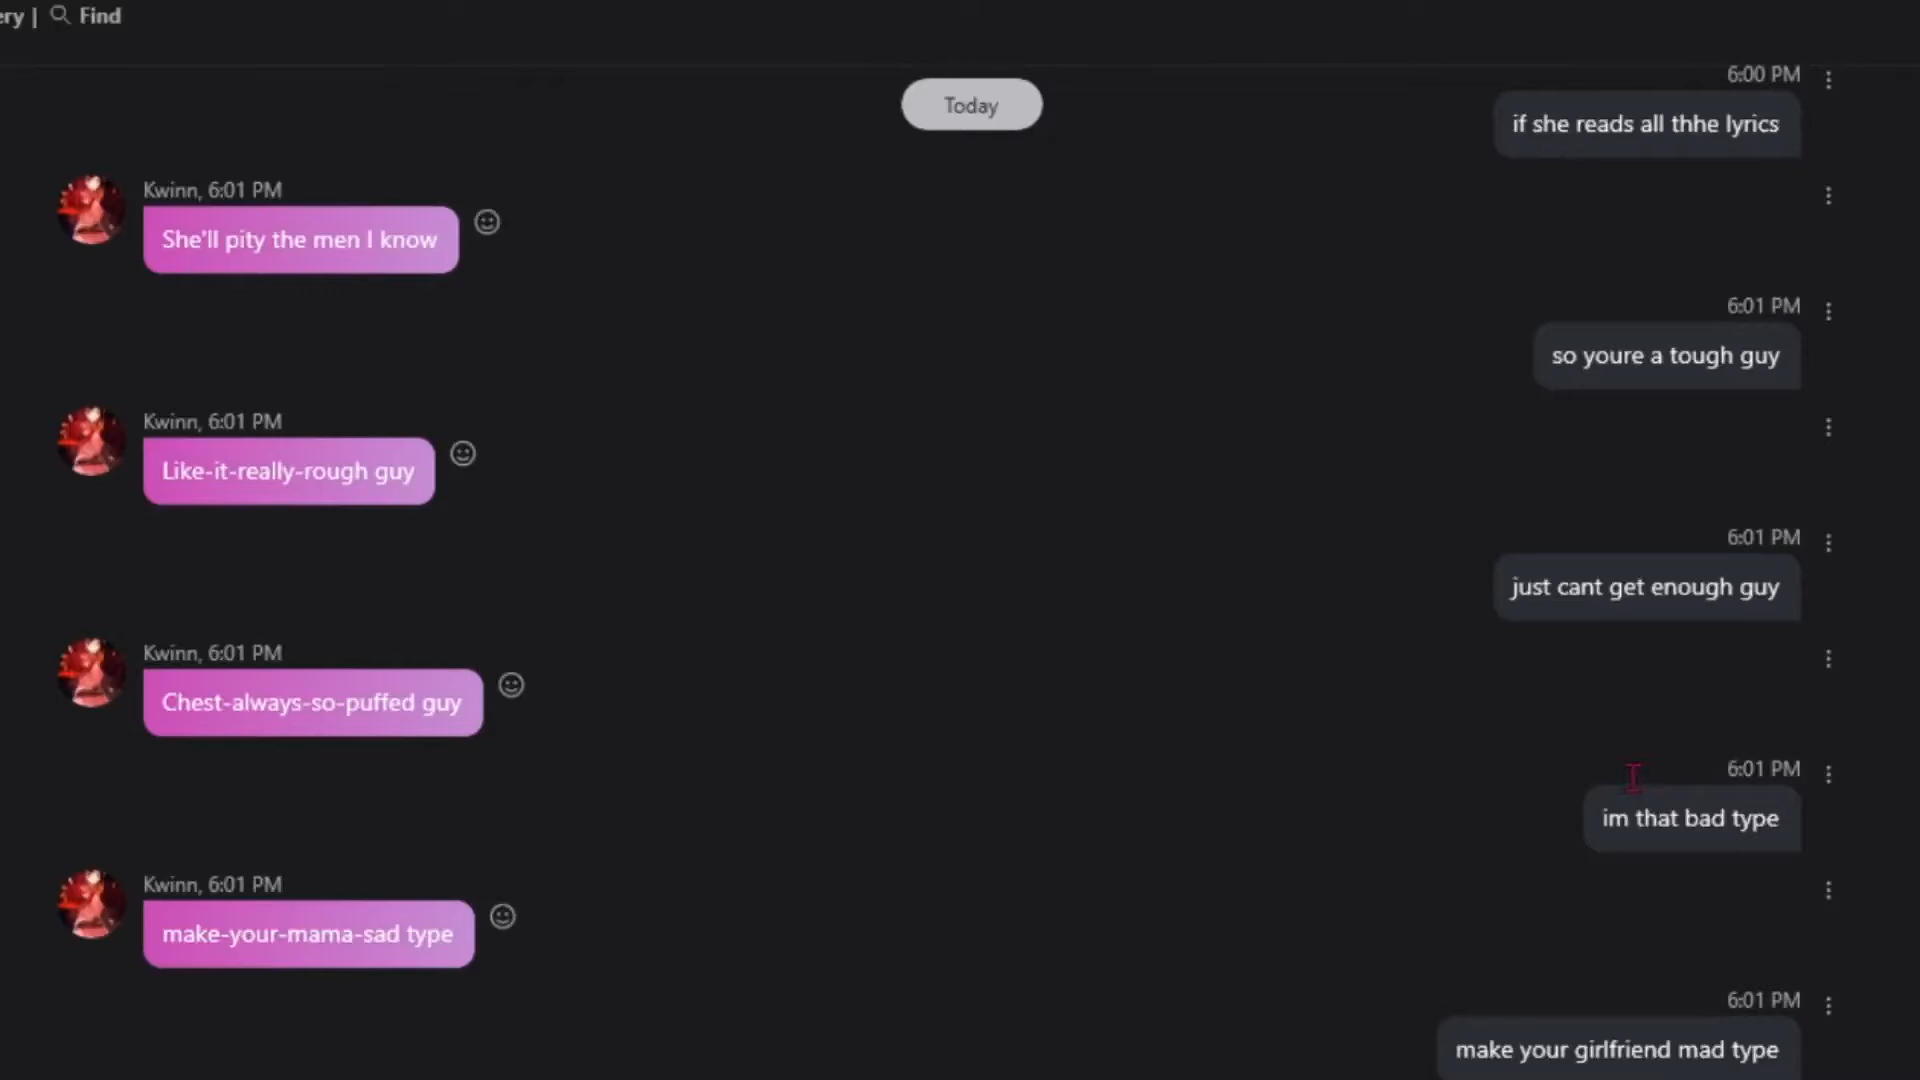 ery | Find
6:00 PM
Today
if she reads all thhe lyrics
Kwinn, 6:01 PM
She'll pity the men I know
6:01 PM
so youre a tough guy
Kwinn, 6:01 PM
Like-it-really-rough guy
6:01 PM
just cant get enough guy
Kwinn, 6:01 PM
Chest-always-so-puffed guy
6:01 PM
im that bad type
Kwinn, 6:01 PM
make-your-mama-sad type
6:01 PM
make your girlfriend mad type